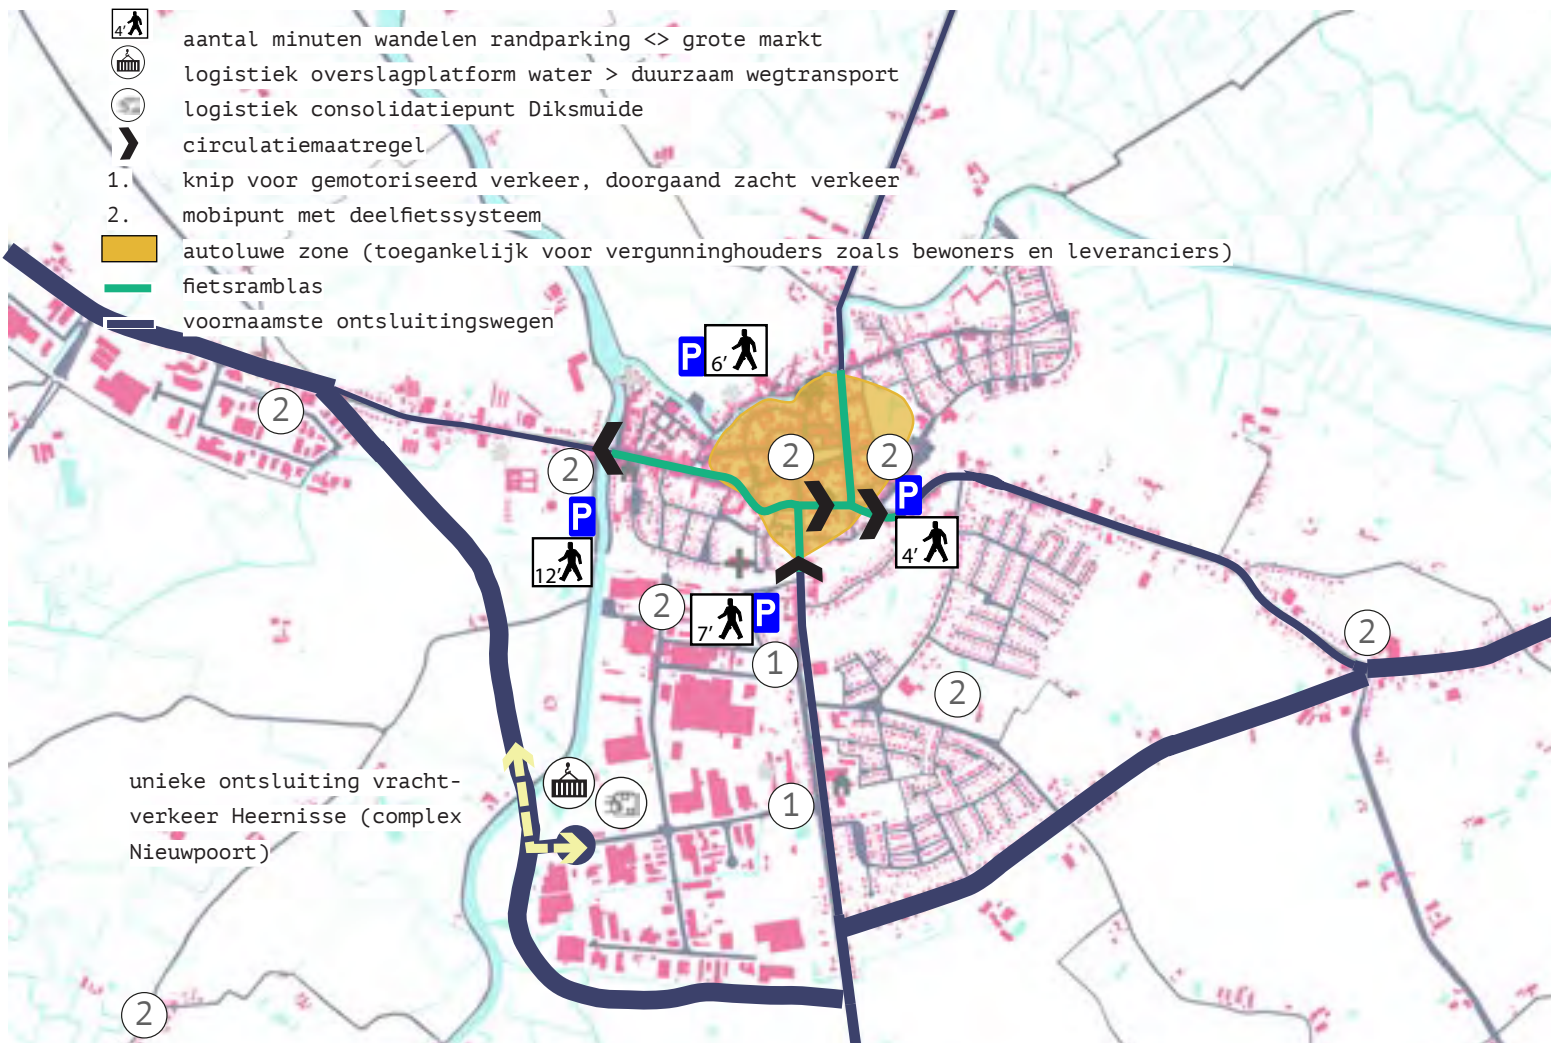 4'
aantal minuten wandelen randparking <> grote markt
logistiek overslagplatform water > duurzaam wegtransport
logistiek consolidatiepunt Diksmuide
circulatiemaatregel
1. knip voor gemotoriseerd verkeer, doorgaand zacht verkeer
2. mobipunt met deelfietssysteem
autoluwe zone (toegankelijk voor vergunninghouders zoals bewoners en leveranciers)
fietsramblas
voornaamste ontsluitingswegen
P 6'
2
2
2
2
P
P
4'
12'
2
7'
P
2
1
2
unieke ontsluiting vracht-
verkeer Heernisse (complex
Nieuwpoort)
1
2